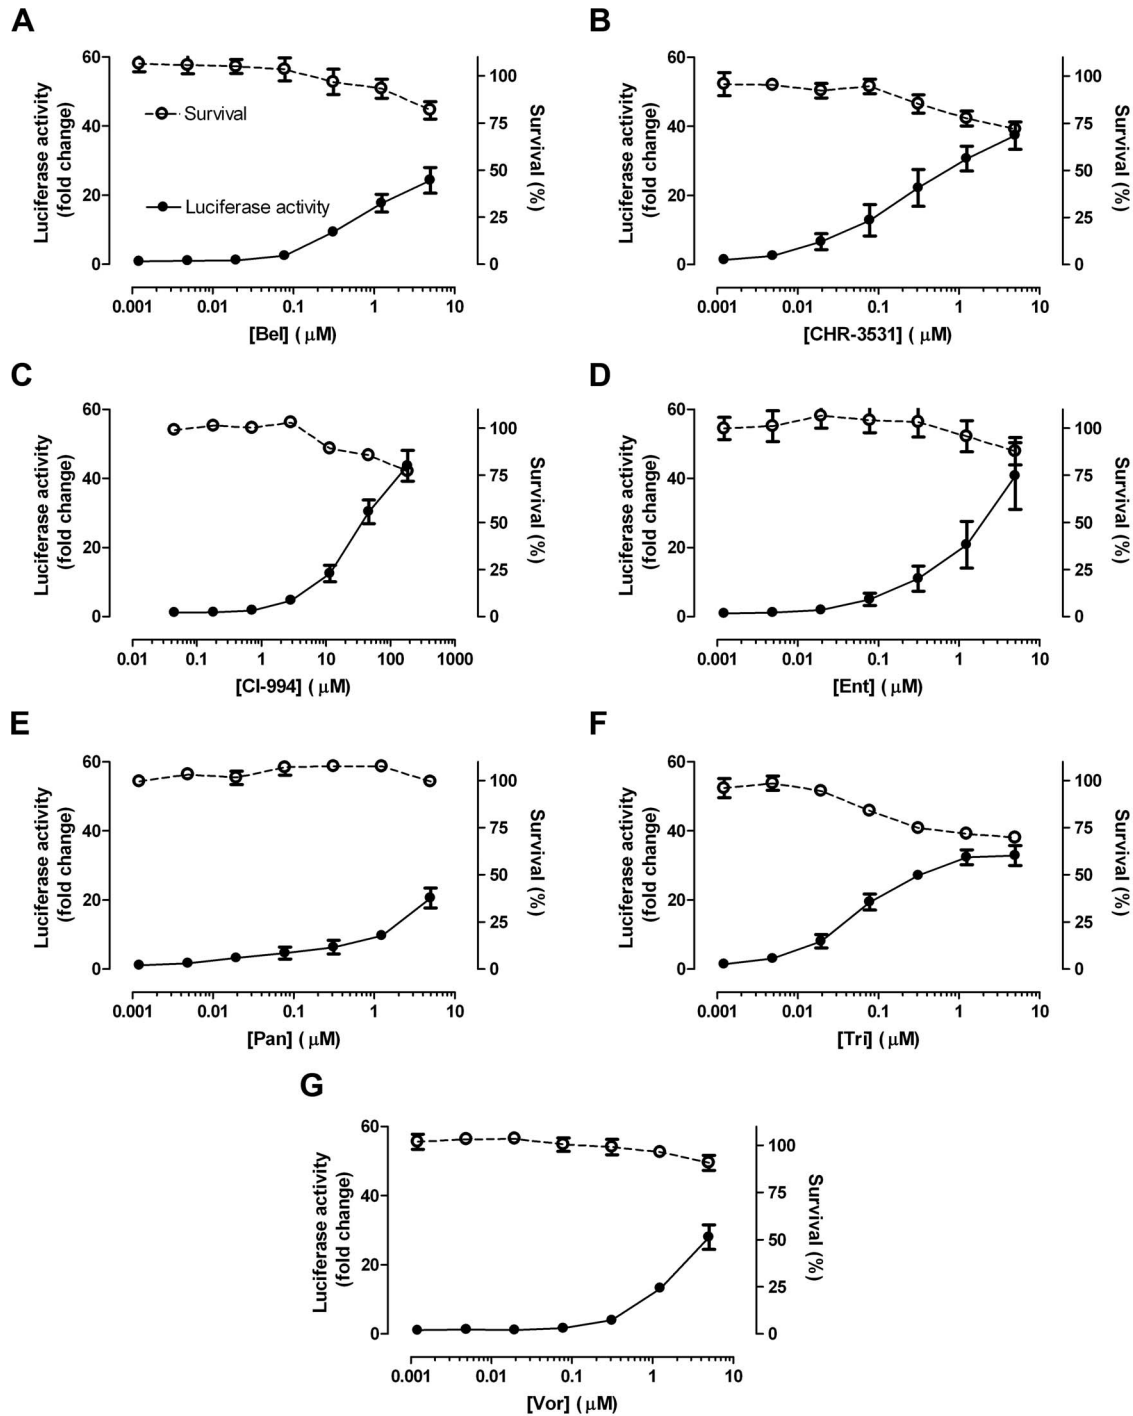 A
Luciferase activity
(fold change)
60
40
20
0
Survival
Luciferase activity
100
75
50
25
0
Survival (%)
0.001 0.01 0.1 1 10
[Bel] ( μM)
B
Luciferase activity
(fold change)
60
40
20
0
100
75
50
25
0
Survival (%)
0.001 0.01 0.1 1 10
[CHR-3531] ( μM)
C
Luciferase activity
(fold change)
60
40
20
0
100
75
50
25
0
Survival (%)
0.01 0.1 1 10 100 1000
[CI-994] ( μM)
D
Luciferase activity
(fold change)
60
40
20
0
100
75
50
25
0
Survival (%)
0.001 0.01 0.1 1 10
[Ent] ( μM)
E
Luciferase activity
(fold change)
60
40
20
0
100
75
50
25
0
Survival (%)
0.001 0.01 0.1 1 10
[Pan] ( μM)
F
Luciferase activity
(fold change)
60
40
20
0
100
75
50
25
0
Survival (%)
0.001 0.01 0.1 1 10
[Tri] ( μM)
G
Luciferase activity
(fold change)
60
40
20
0
100
75
50
25
0
Survival (%)
0.001 0.01 0.1 1 10
[Vor] ( μM)